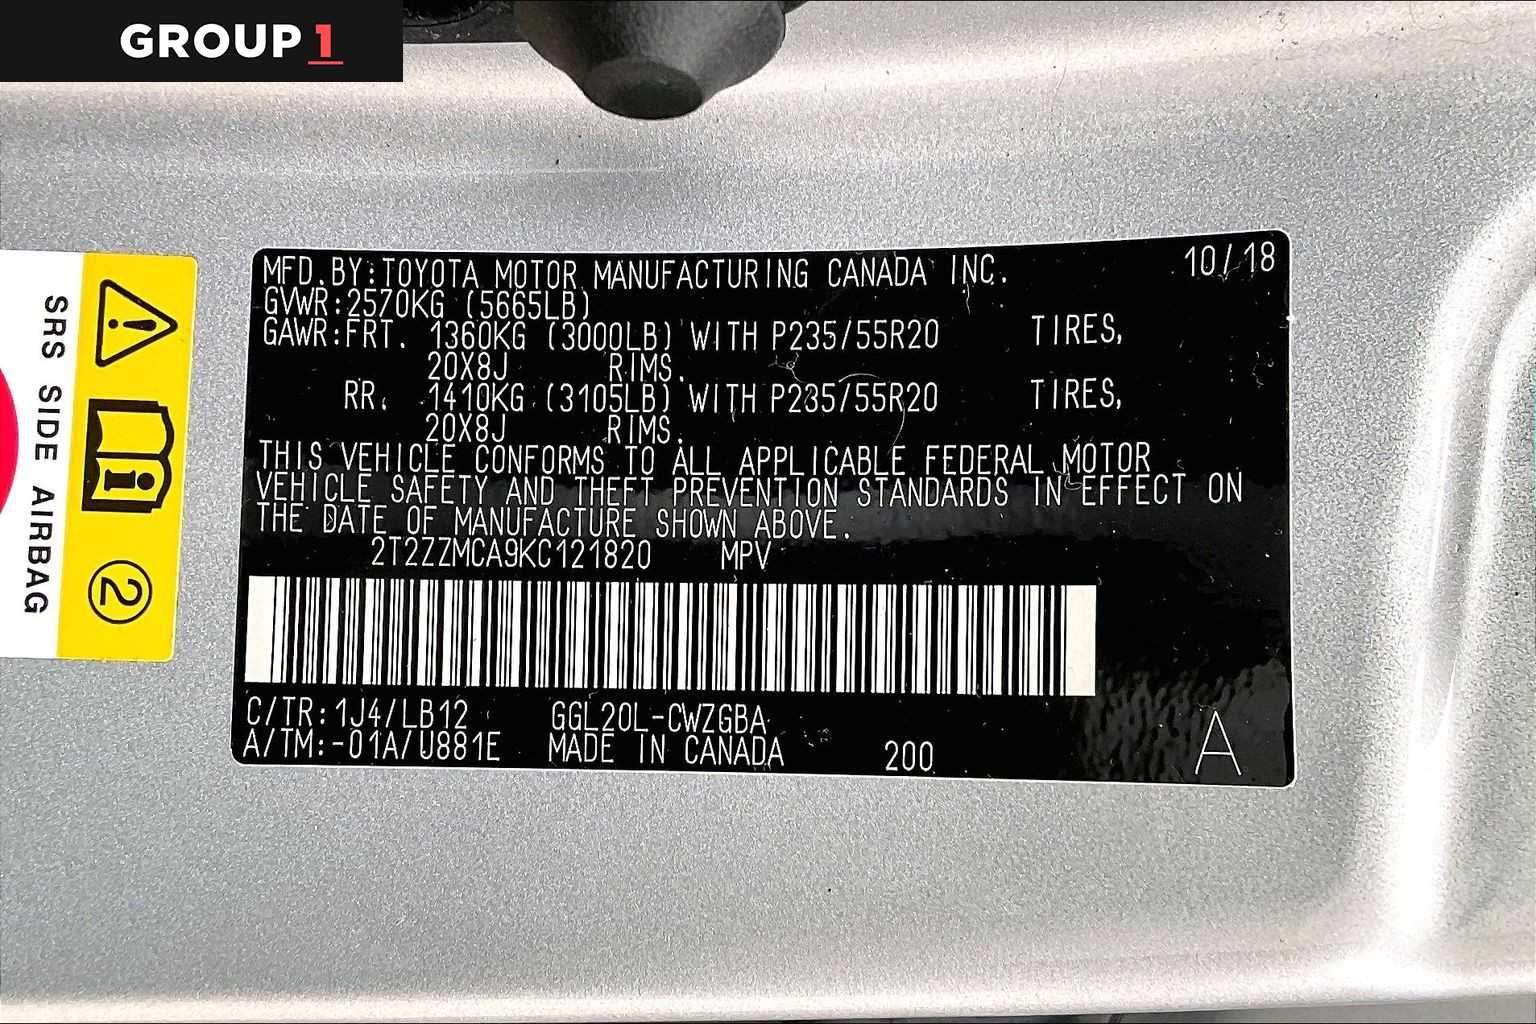 GROUP 1
MFD. BY: TOYOTA MOTOR MANUFACTURING CANADA INC. 10/18
GVWR: 2570KG (5665LB)
GAWR: FRT. 1360KG (3000LB) WITH P235/55R20 TIRES,
20X8J RIMS.
RR. 1410KG (3105LB) WITH P235/55R20 TIRES,
20X8J RIMS.
THIS VEHICLE CONFORMS TO ALL APPLICABLE FEDERAL MOTOR
VEHICLE SAFETY AND THEFT PREVENTION STANDARDS IN EFFECT ON
THE DATE OF MANUFACTURE SHOWN ABOVE.
2T2ZZMCA9KC121820 MPV
C/TR: 1J4/LB12 GGL20L-CWZGBA
A/TM: -01A/U881E MADE IN CANADA 200 A
SRS SIDE AIRBAG
2